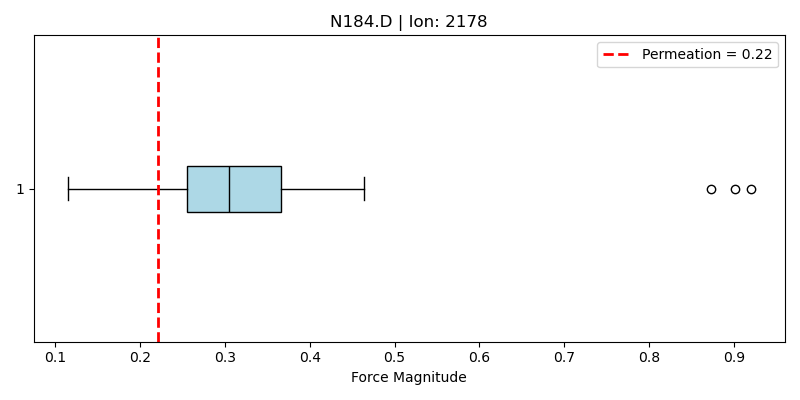 N184.D | Ion: 2178
Permeation = 0.22
1
0.1 0.2 0.3 0.4 0.5 0.6 0.7 0.8 0.9
Force Magnitude